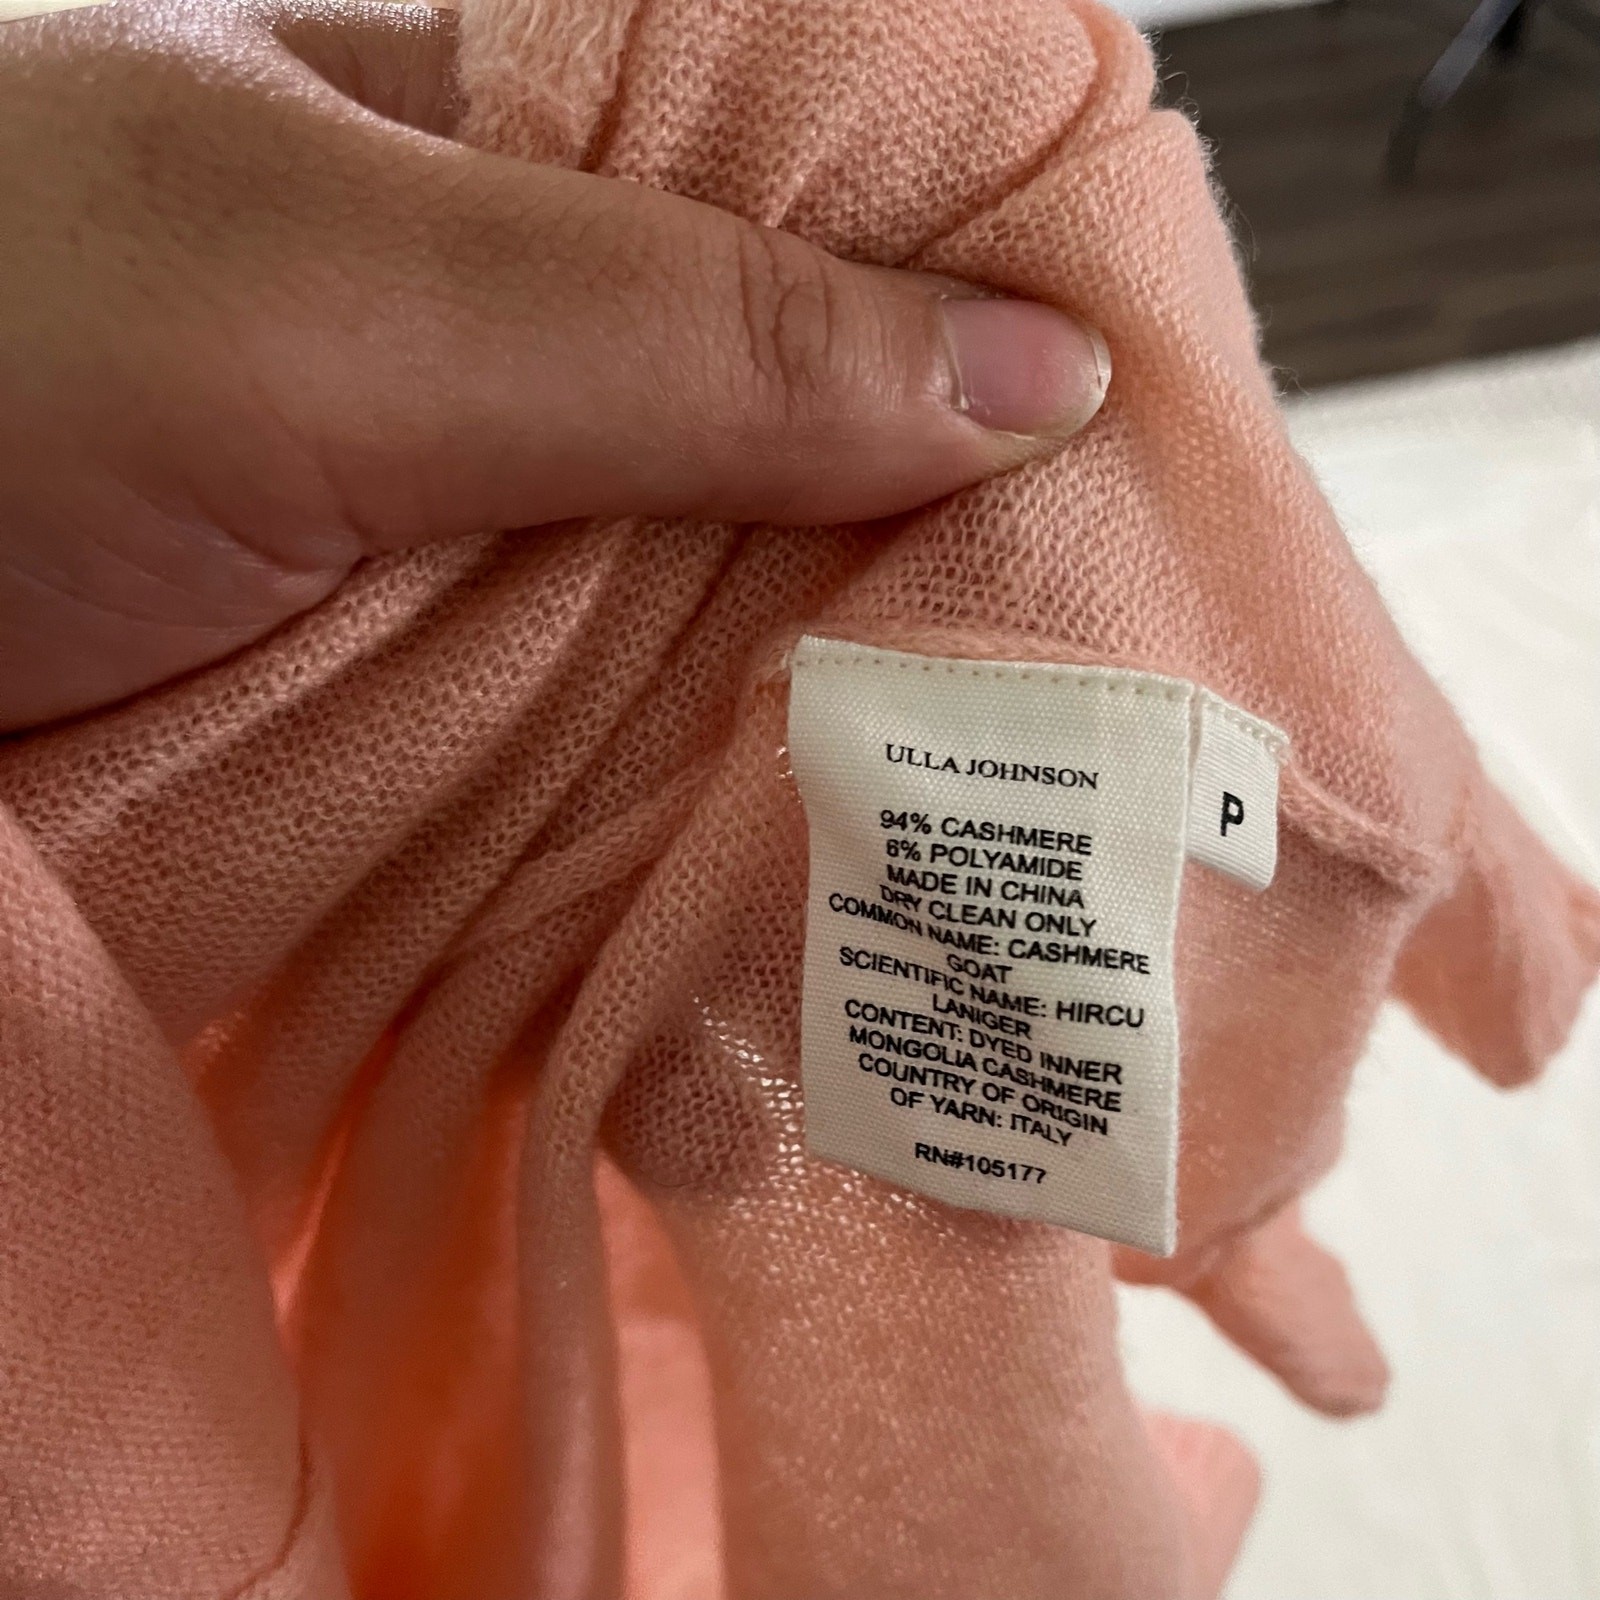 ULLA JOHNSON
94% CASHMERE
6% POLYAMIDE
MADE IN CHINA
DRY CLEAN ONLY
COMMON NAME: CASHMERE
GOAT
SCIENTIFIC NAME: HIRCU
LANIGER
CONTENT: DYED INNER
MONGOLIA CASHMERE
COUNTRY OF ORIGIN
OF YARN: ITALY
RN#105177
P